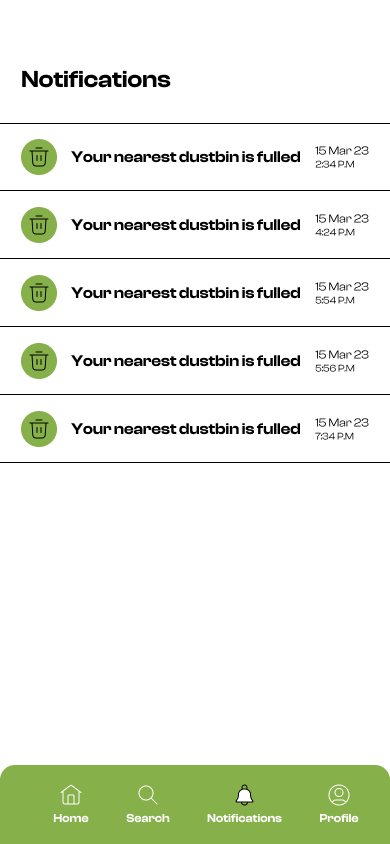 Notifications
Your nearest dustbin is fulled
15 Mar 23
2:34 P.M
Your nearest dustbin is fulled
15 Mar 23
4:24 P.M
Your nearest dustbin is fulled
15 Mar 23
5:54 P.M
Your nearest dustbin is fulled
15 Mar 23
5:56 P.M
Your nearest dustbin is fulled
15 Mar 23
7:34 P.M
Home Search Notifications Profile